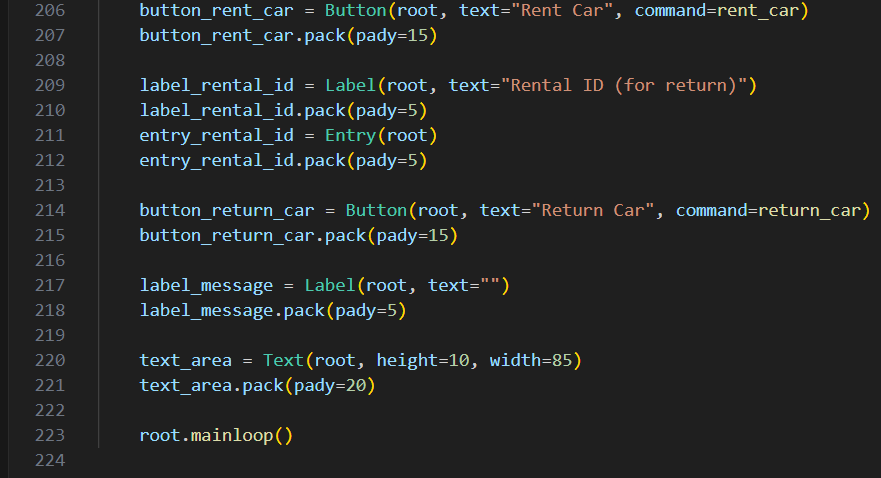 206 button_rent_car = Button(root, text="Rent Car", command=rent_car)
207 button_rent_car.pack(pady=15)
208
209 label_rental_id = Label(root, text="Rental ID (for return)")
210 label_rental_id.pack(pady=5)
211 entry_rental_id = Entry(root)
212 entry_rental_id.pack(pady=5)
213
214 button_return_car = Button(root, text="Return Car", command=return_car)
215 button_return_car.pack(pady=15)
216
217 label_message = Label(root, text="")
218 label_message.pack(pady=5)
219
220 text_area = Text(root, height=10, width=85)
221 text_area.pack(pady=20)
222
223 root.mainloop()
224